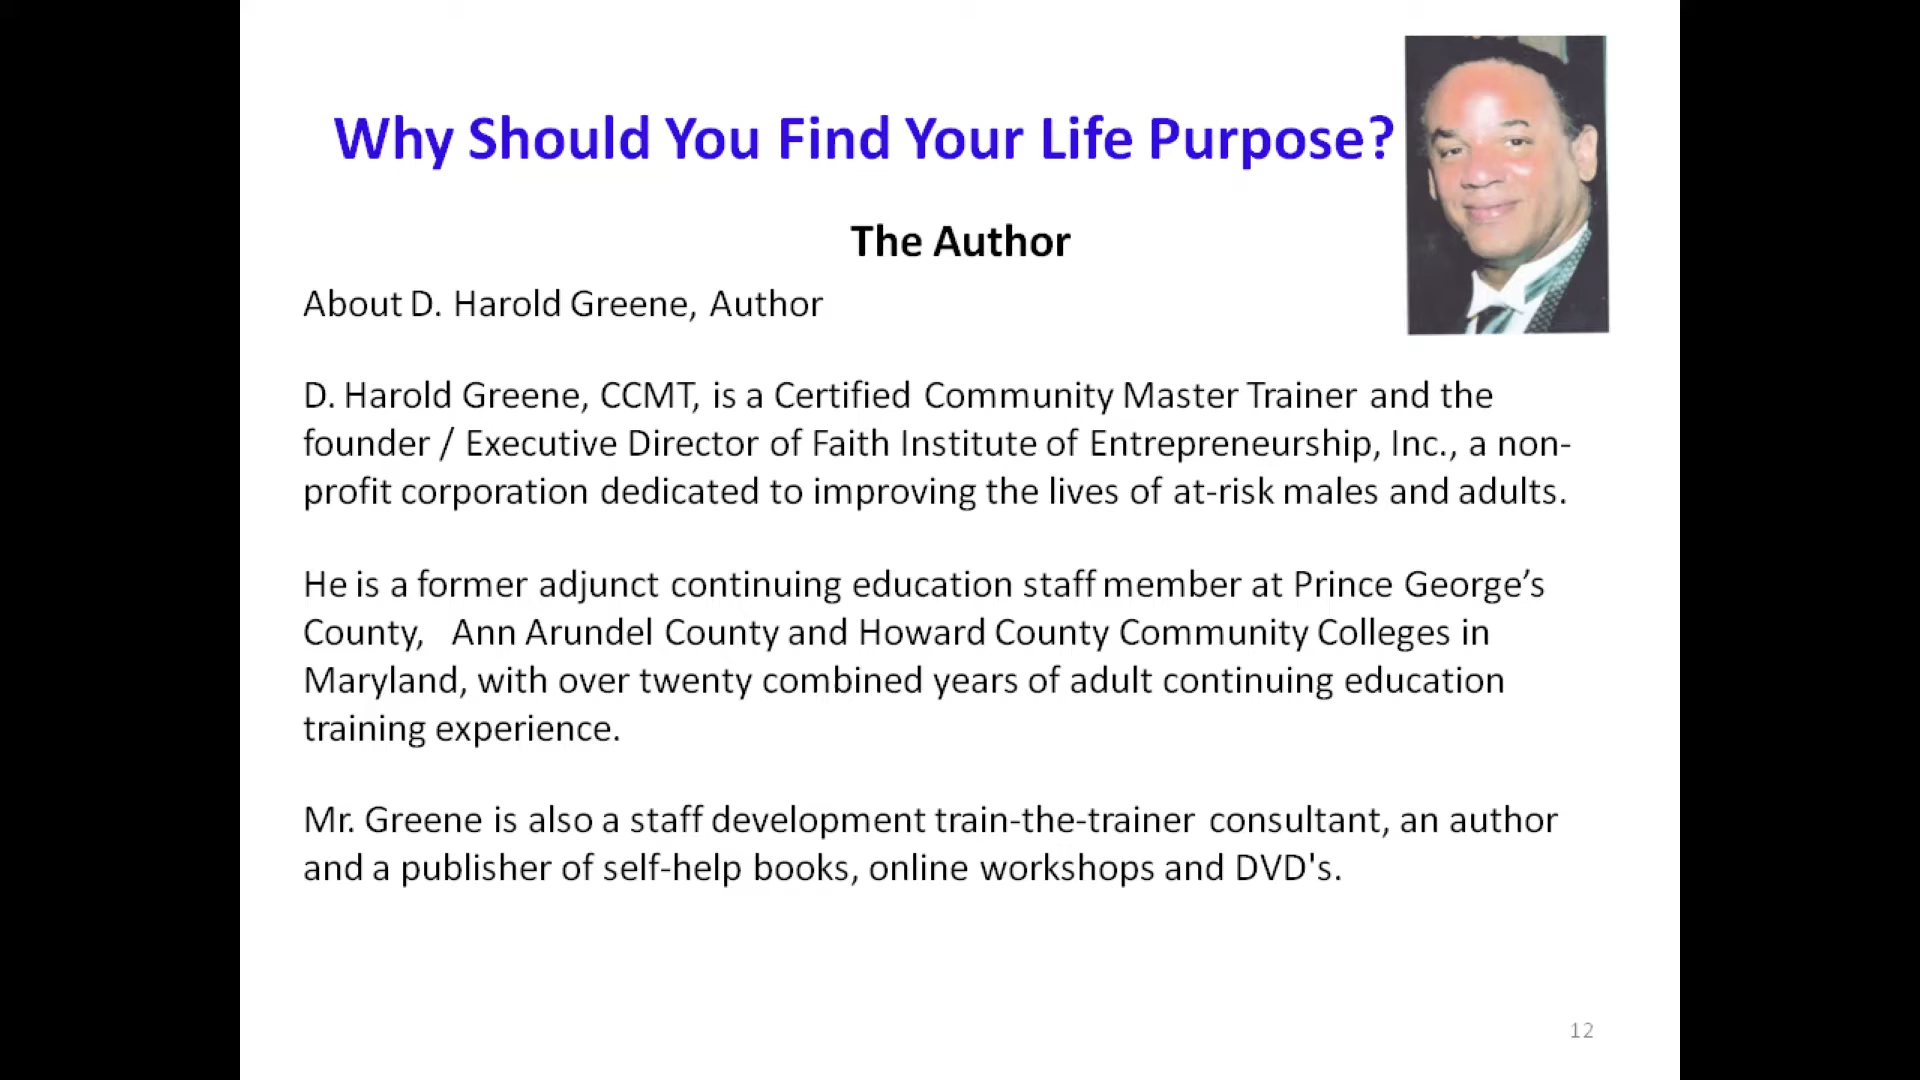 Why Should You Find Your Life Purpose?
The Author
About D. Harold Greene, Author
D. Harold Greene, CCMT, is a Certified Community Master Trainer and the
founder / Executive Director of Faith Institute of Entrepreneurship, Inc., a non-
profit corporation dedicated to improving the lives of at-risk males and adults.
He is a former adjunct continuing education staff member at Prince George’s
County, Ann Arundel County and Howard County Community Colleges in
Maryland, with over twenty combined years of adult continuing education
training experience.
Mr. Greene is also a staff development train-the-trainer consultant, an author
and a publisher of self-help books, online workshops and DVD's.
12